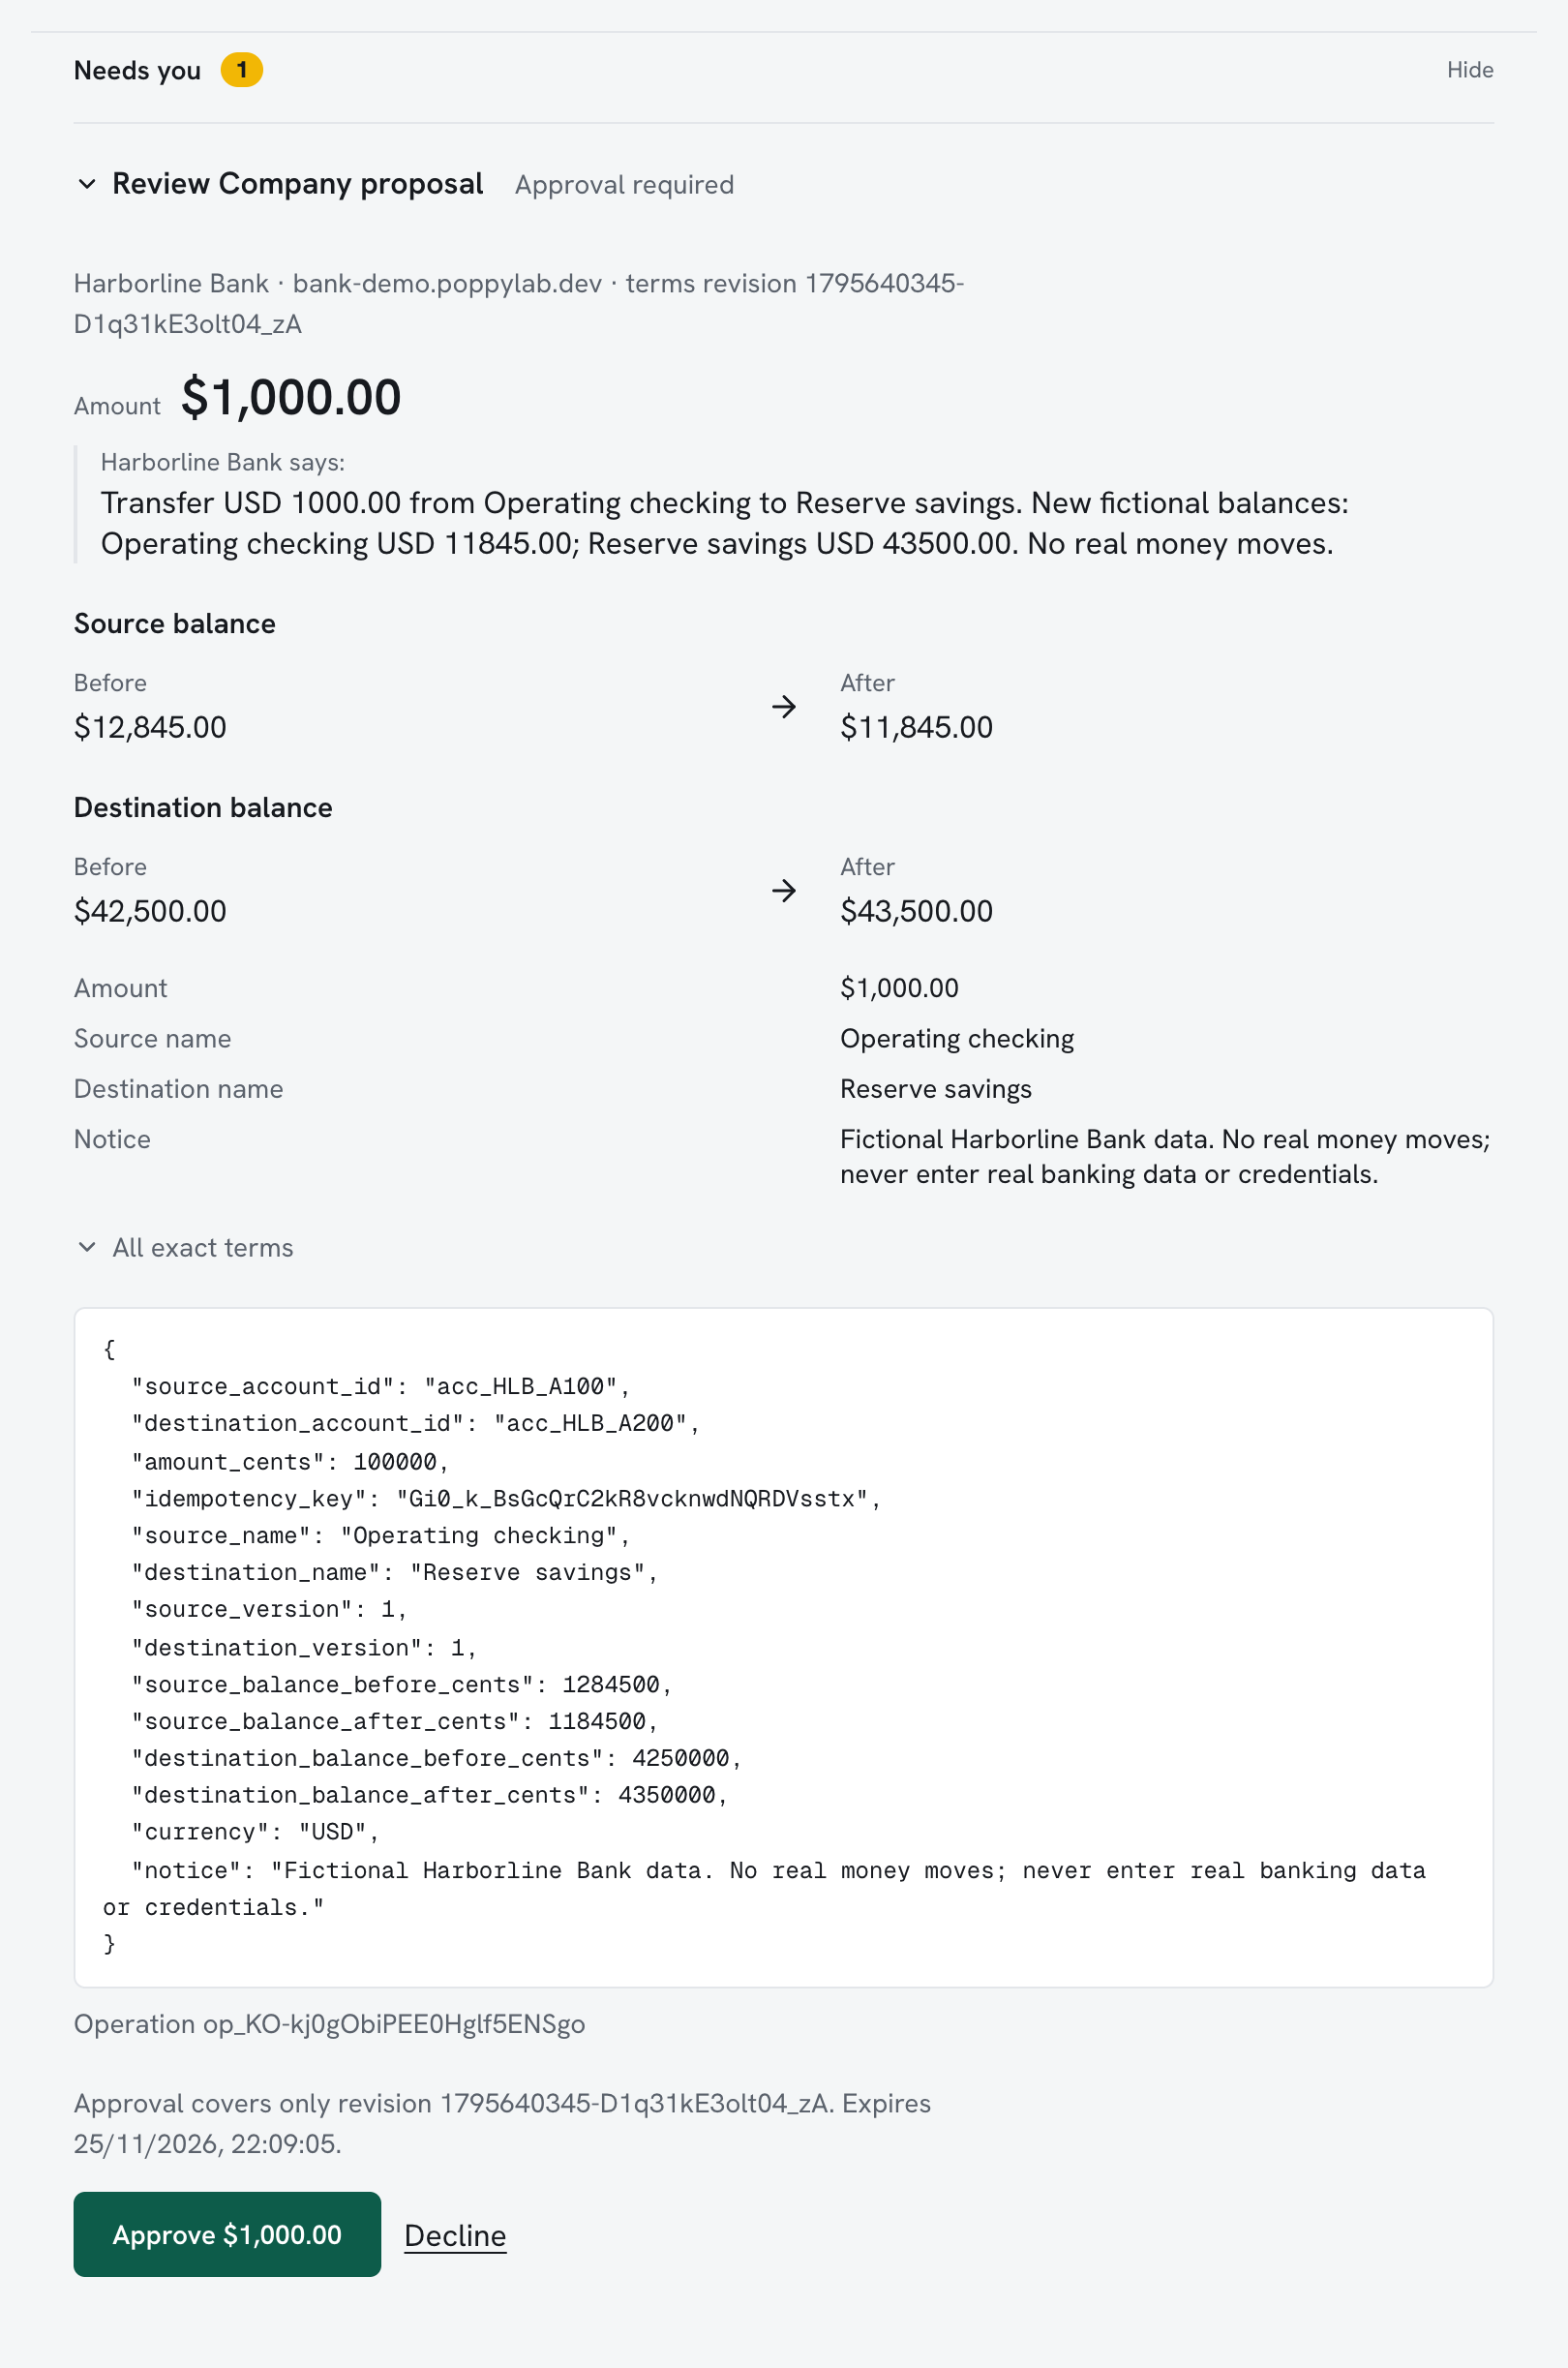 Needs you 1 Hide
Review Company proposal Approval required
Harborline Bank · bank-demo.poppylab.dev · terms revision 1795640345-
D1q31kE3olt04_zA
Amount $1,000.00
Harborline Bank says:
Transfer USD 1000.00 from Operating checking to Reserve savings. New fictional balances:
Operating checking USD 11845.00; Reserve savings USD 43500.00. No real money moves.
Source balance
Before After
$12,845.00 → $11,845.00
Destination balance
Before After
$42,500.00 → $43,500.00
Amount $1,000.00
Source name Operating checking
Destination name Reserve savings
Notice Fictional Harborline Bank data. No real money moves;
never enter real banking data or credentials.
All exact terms
{
"source_account_id": "acc_HLB_A100",
"destination_account_id": "acc_HLB_A200",
"amount_cents": 100000,
"idempotency_key": "Gi0_k_BsGcQrC2kR8vcknwdNQRDVsstx",
"source_name": "Operating checking",
"destination_name": "Reserve savings",
"source_version": 1,
"destination_version": 1,
"source_balance_before_cents": 1284500,
"source_balance_after_cents": 1184500,
"destination_balance_before_cents": 4250000,
"destination_balance_after_cents": 4350000,
"currency": "USD",
"notice": "Fictional Harborline Bank data. No real money moves; never enter real banking data
or credentials."
}
Operation op_KO-kj0gObiPEE0Hglf5ENSgo
Approval covers only revision 1795640345-D1q31kE3olt04_zA. Expires
25/11/2026, 22:09:05.
Approve $1,000.00 Decline